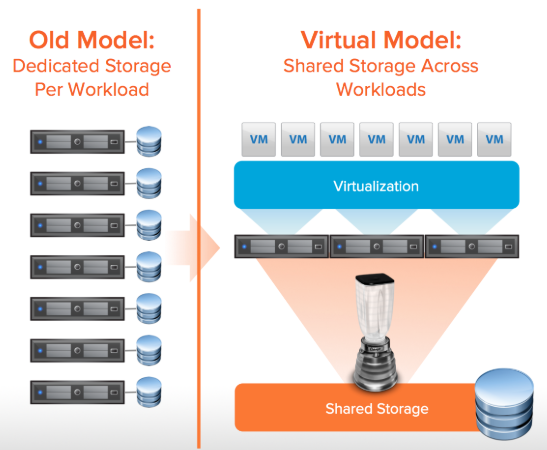 Old Model:
Dedicated Storage
Per Workload
Virtual Model:
Shared Storage Across
Workloads
VM VM VM VM VM VM VM
Virtualization
Shared Storage